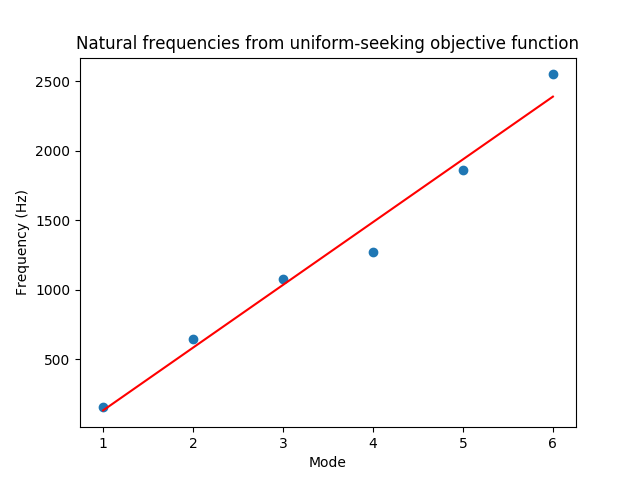 Natural frequencies from uniform-seeking objective function
2500
2000
1500
1000
500
Frequency (Hz)
1 2 3 4 5 6
Mode